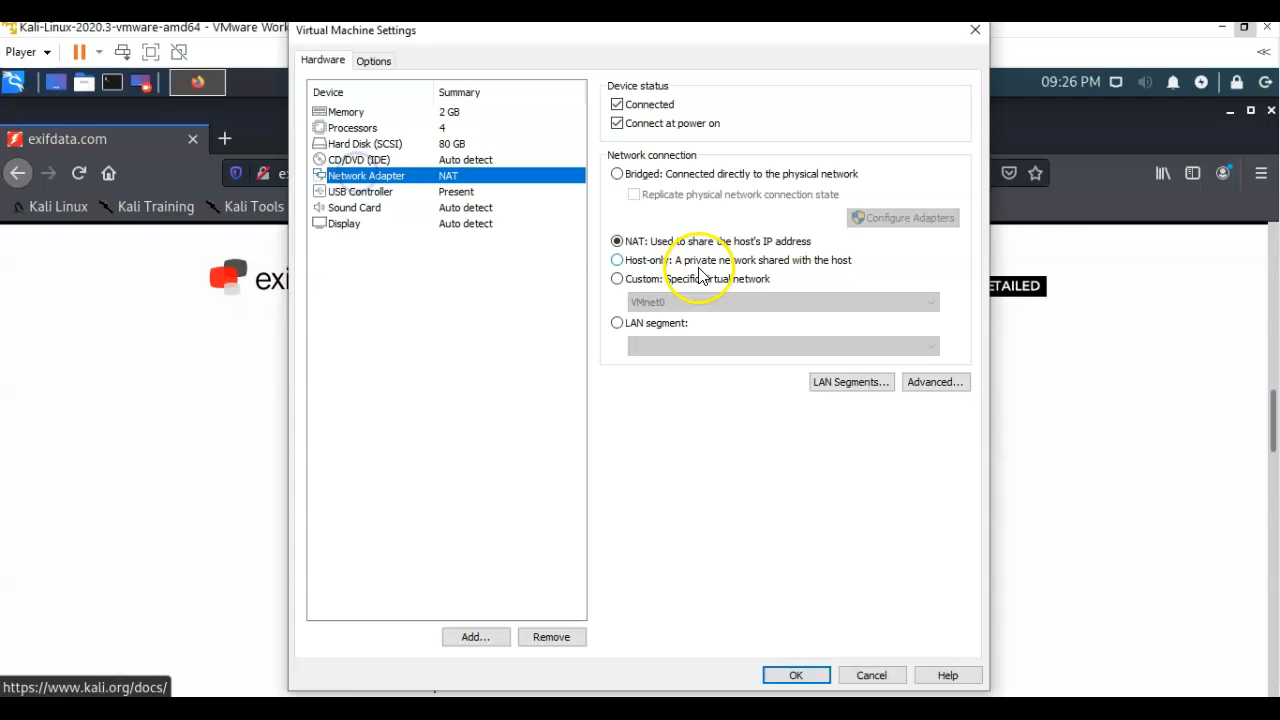 Kali-Linux-2020.3-vmware-amd64 - VMware Work
Virtual Machine Settings
Player
Hardware
Options
Device
Summary
Memory
2 GB
Processors
4
Hard Disk (SCSI)
80 GB
CD/DVD (IDE)
Auto detect
Network Adapter
NAT
USB Controller
Present
Sound Card
Auto detect
Display
Auto detect
Add...
Remove
Device status
Connected
Connect at power on
Network connection
Bridged: Connected directly to the physical network
Replicate physical network connection state
Configure Adapters
NAT: Used to share the host's IP address
Host-only: A private network shared with the host
Custom: Specific virtual network
VMnet0
LAN segment:
LAN Segments...
Advanced...
OK
Cancel
Help
09:26 PM
exifdata.com
ex
Kali Linux
Kali Training
Kali Tools
exi
ETAILED
https://www.kali.org/docs/